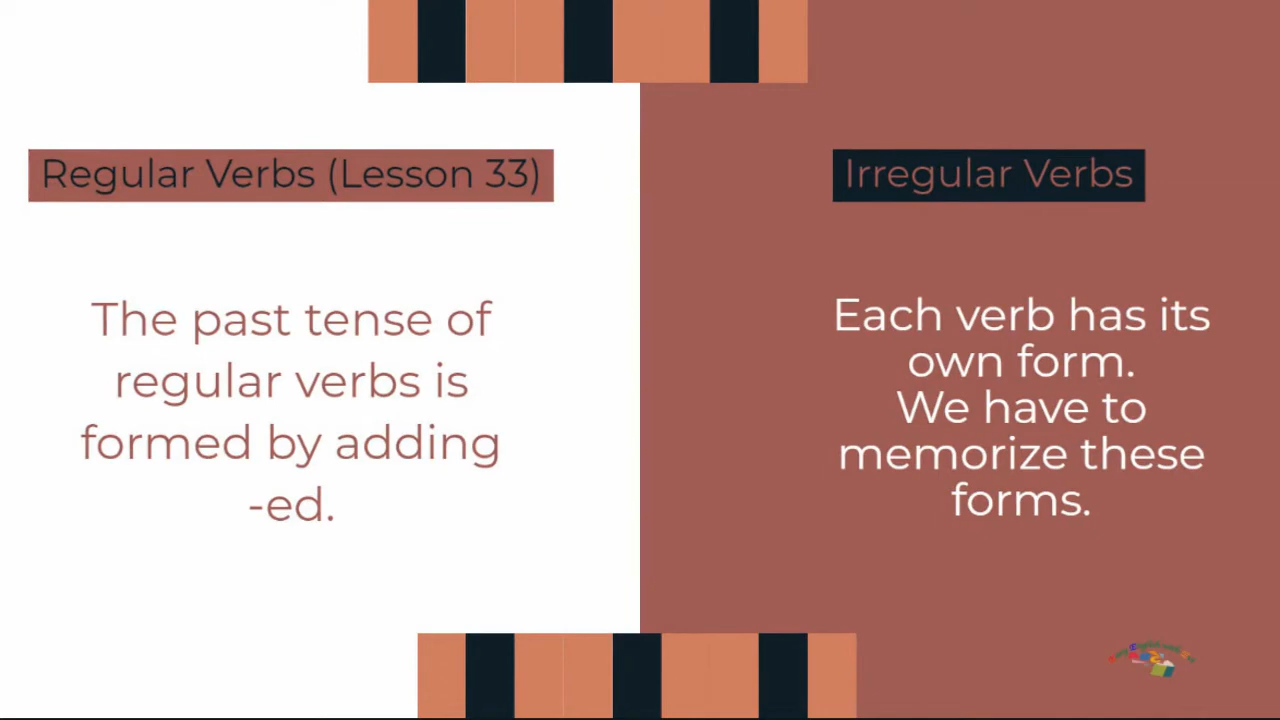 Regular Verbs (Lesson 33)
The past tense of
regular verbs is
formed by adding
-ed.
Irregular Verbs
Each verb has its
own form.
We have to
memorize these
forms.